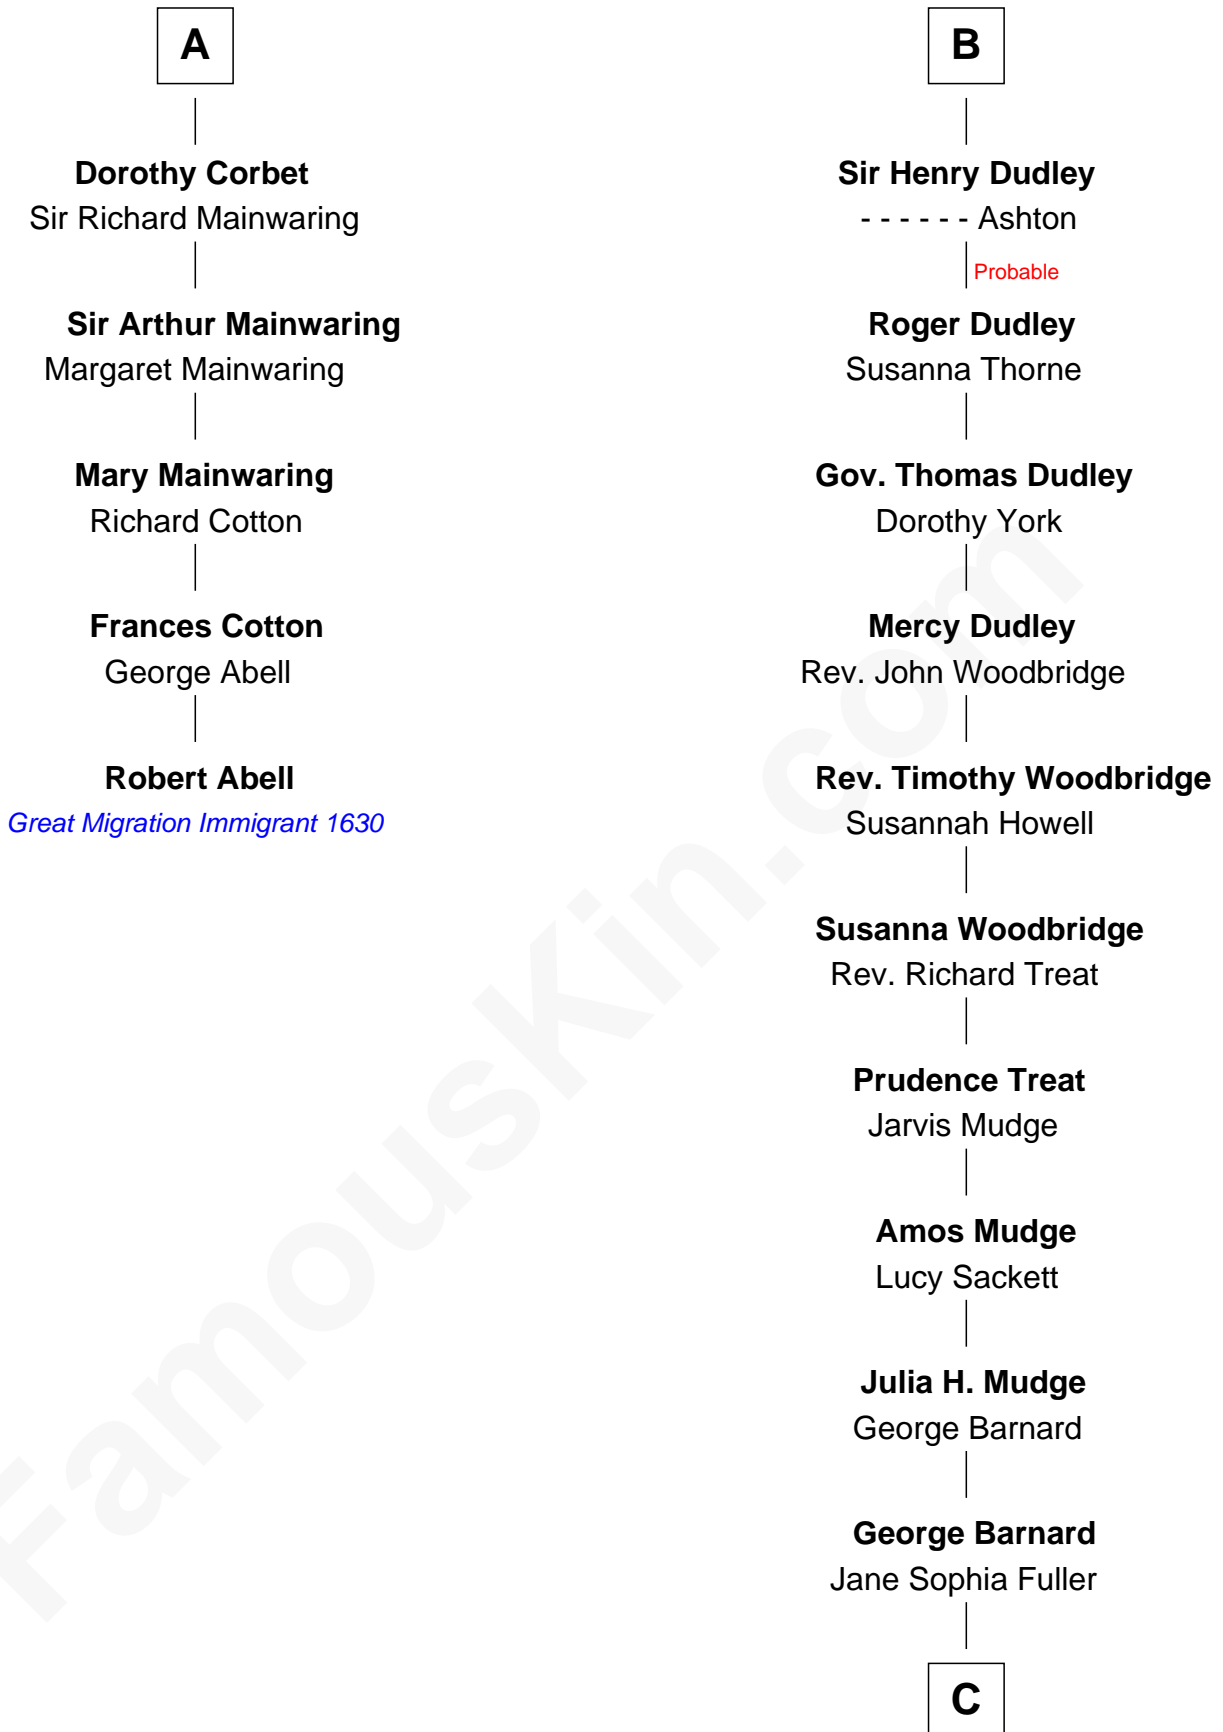 A
Dorothy Corbet
Sir Richard Mainwaring
Sir Arthur Mainwaring
Margaret Mainwaring
Mary Mainwaring
Richard Cotton
Frances Cotton
George Abell
Robert Abell
Great Migration Immigrant 1630
B
Sir Henry Dudley
- - - - - - Ashton
Probable
Roger Dudley
Susanna Thorne
Gov. Thomas Dudley
Dorothy York
Mercy Dudley
Rev. John Woodbridge
Rev. Timothy Woodbridge
Susannah Howell
Susanna Woodbridge
Rev. Richard Treat
Prudence Treat
Jarvis Mudge
Amos Mudge
Lucy Sackett
Julia H. Mudge
George Barnard
George Barnard
Jane Sophia Fuller
C
FamousKin.com